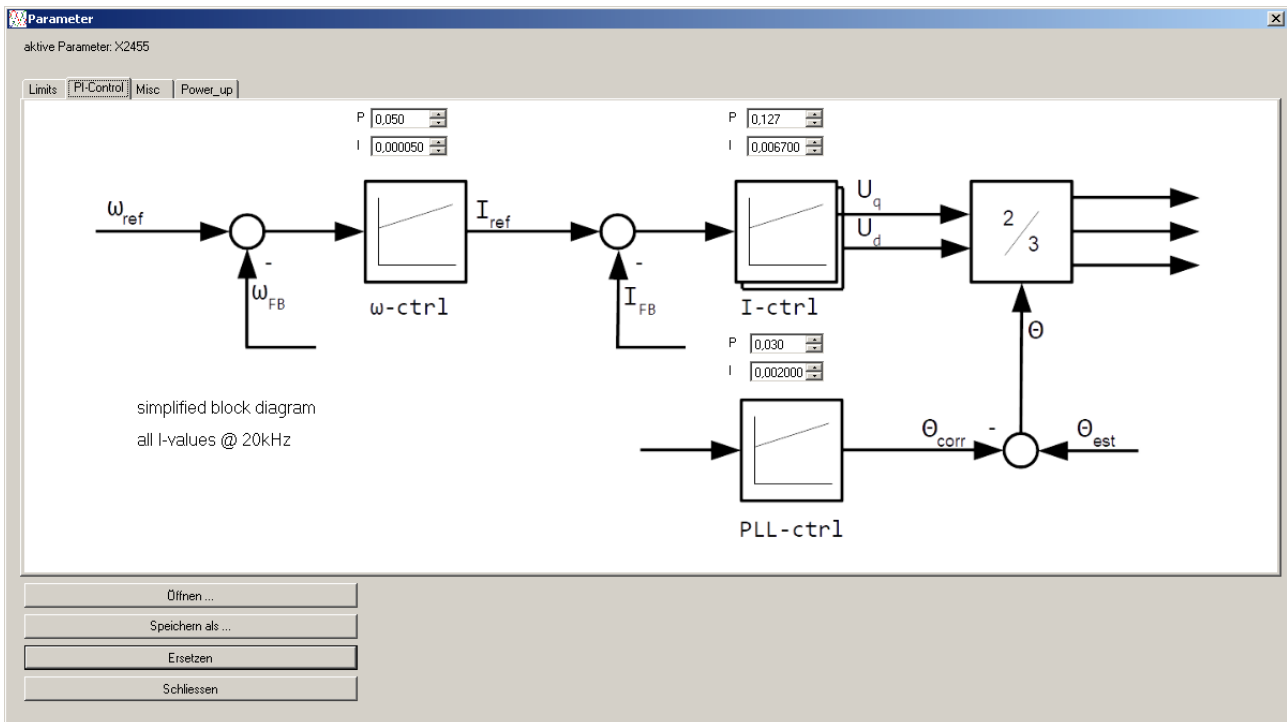 Parameter
aktive Parameter: X2455
Limits PI-Control Misc Power_up
P 0,050
I 0,000050
P 0,127
I 0,006700
ωref
Iref
Uq
Ud
2/3
-
-
ωFB
IFB
ω-ctrl
I-ctrl
Θ
P 0,030
I 0,002000
simplified block diagram
all I-values @ 20kHz
Θcorr
-
Θest
PLL-ctrl
Öffnen ...
Speichern als ...
Ersetzen
Schliessen